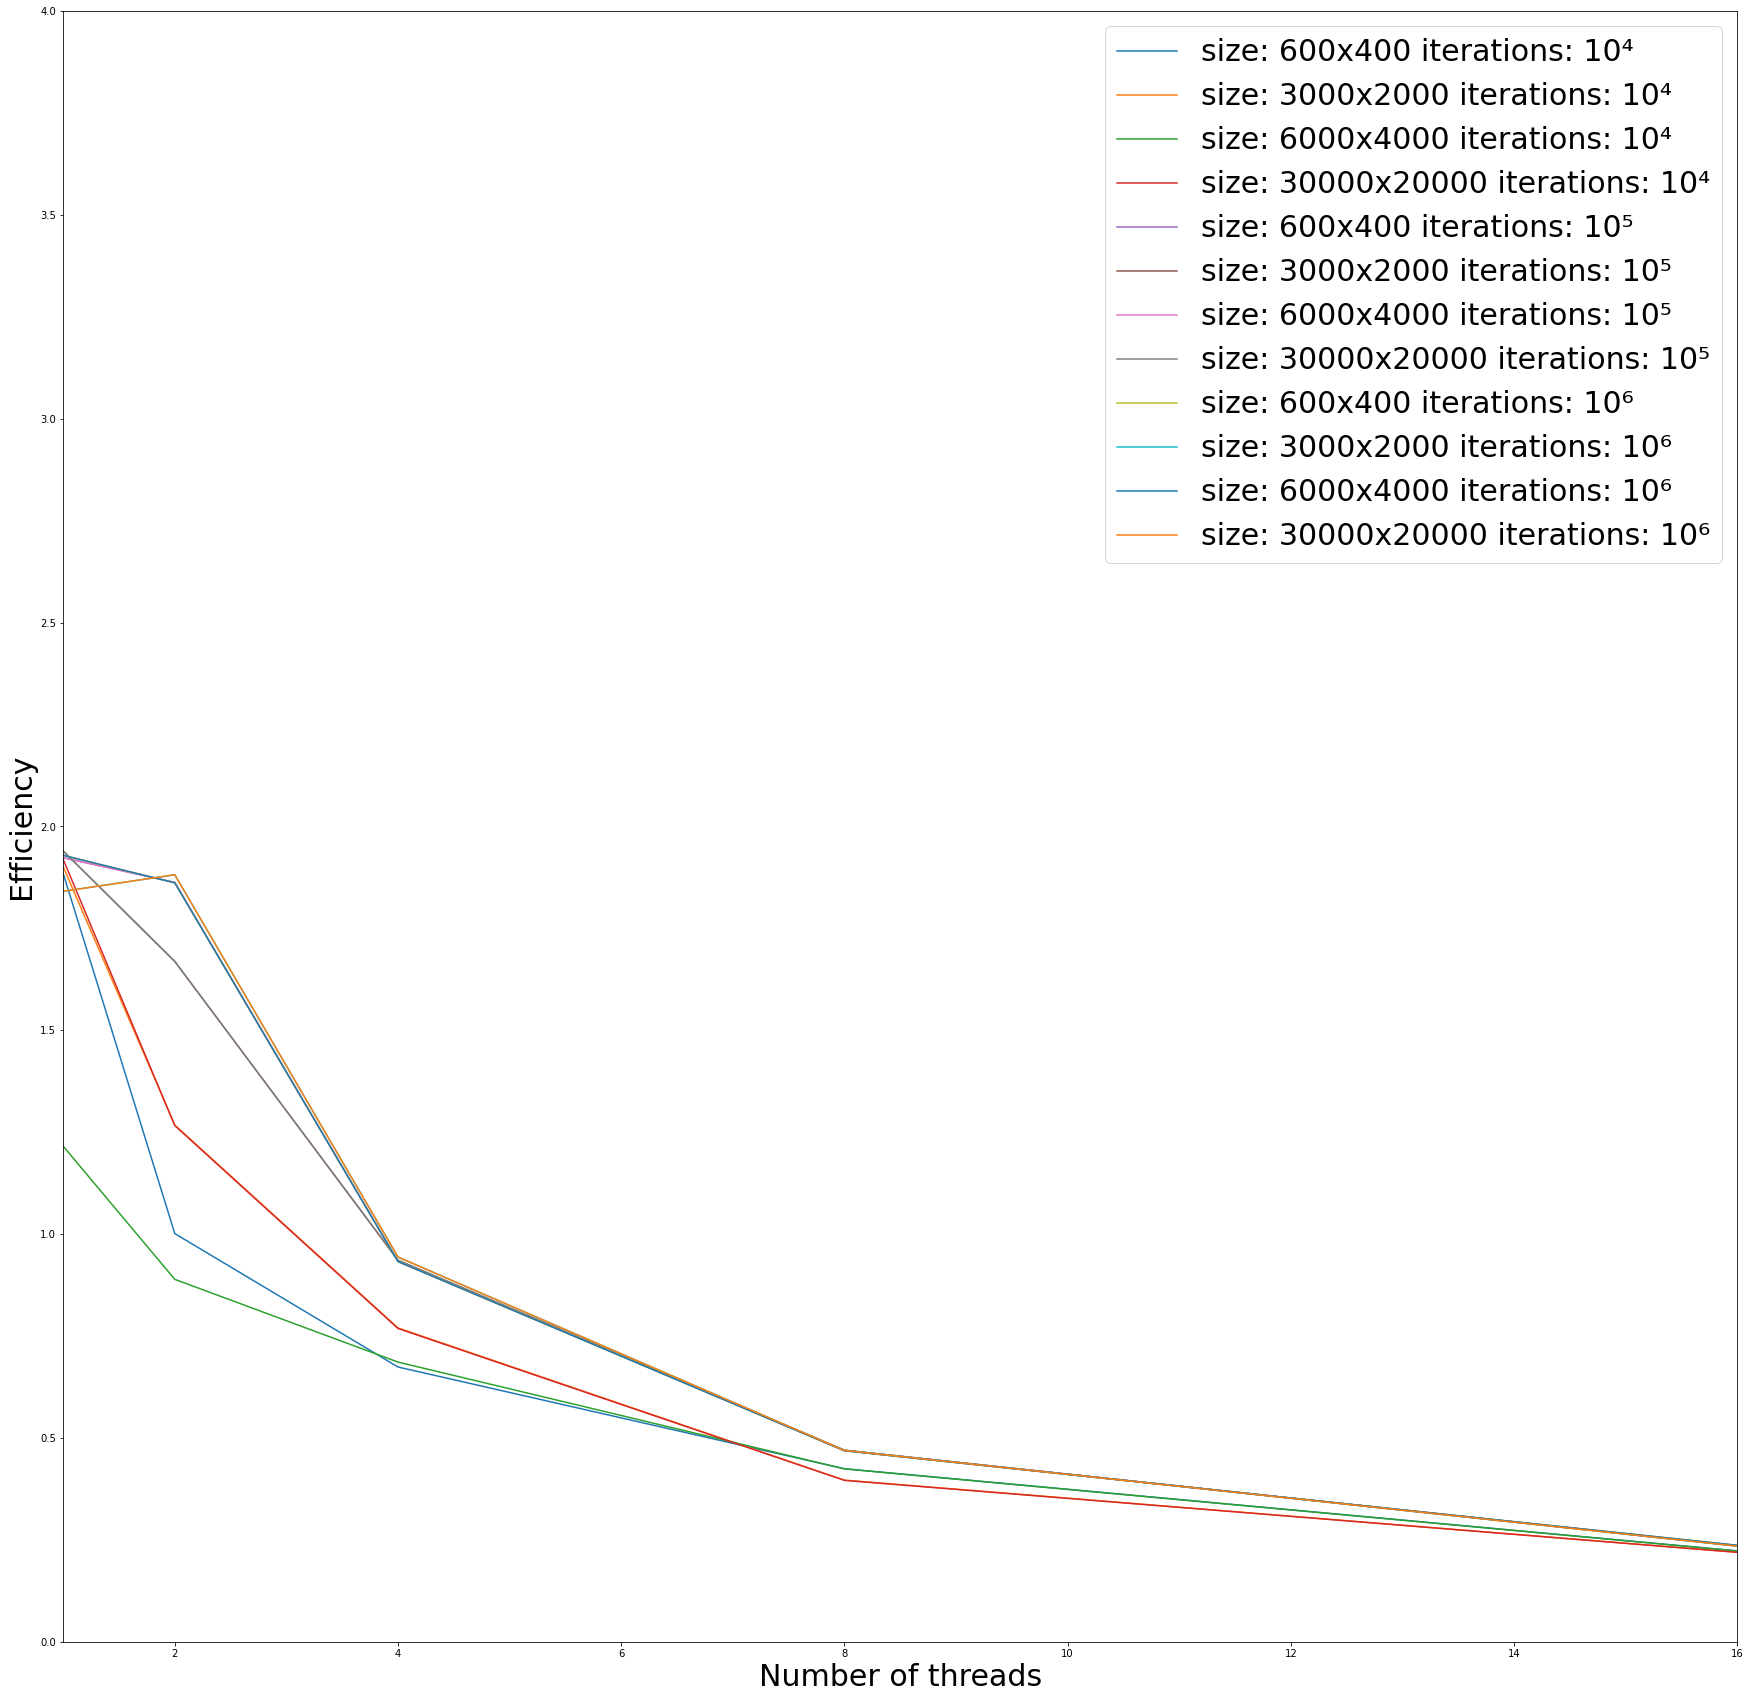 4.0
3.5
3.0
2.5
2.0
1.5
1.0
0.5
0.0
Efficiency
size: 600x400 iterations: 10⁴
size: 3000x2000 iterations: 10⁴
size: 6000x4000 iterations: 10⁴
size: 30000x20000 iterations: 10⁴
size: 600x400 iterations: 10⁵
size: 3000x2000 iterations: 10⁵
size: 6000x4000 iterations: 10⁵
size: 30000x20000 iterations: 10⁵
size: 600x400 iterations: 10⁶
size: 3000x2000 iterations: 10⁶
size: 6000x4000 iterations: 10⁶
size: 30000x20000 iterations: 10⁶
2 4 6 8 10 12 14 16
Number of threads